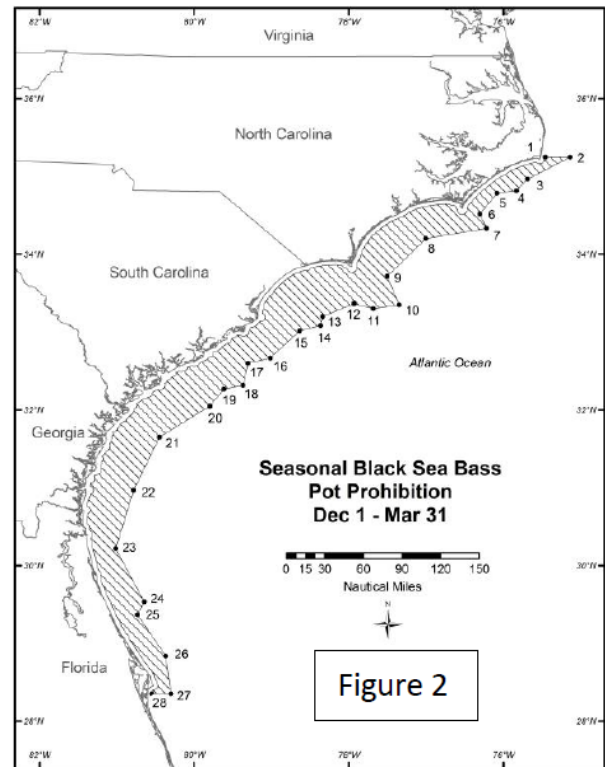 82°W
80°W
78°W
76°W
Virginia
36°N
36°N
North Carolina
1
2
3
4
5
6
7
34°N
34°N
8
South Carolina
9
10
11
12
13
14
15
16
Atlantic Ocean
17
18
19
20
32°N
32°N
Georgia
21
Seasonal Black Sea Bass
Pot Prohibition
Dec 1 - Mar 31
22
23
0 15 30 60 90 120 150
Nautical Miles
30°N
30°N
N
24
25
26
Florida
27
28
Figure 2
28°N
28°N
82°W
80°W
78°W
76°W